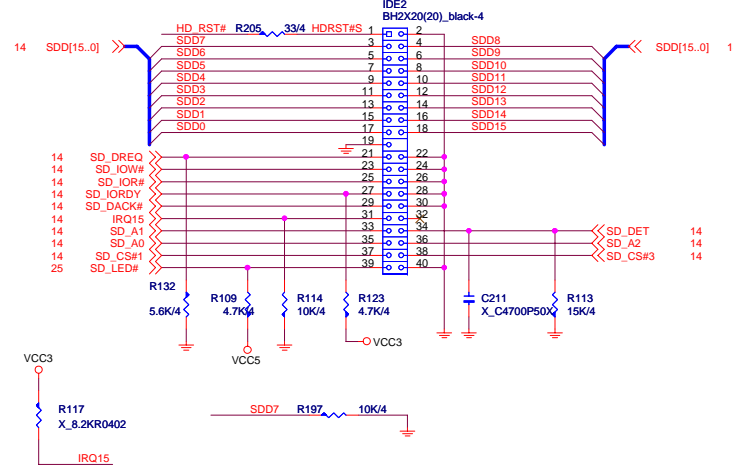 IDE2
BH2X20(20)_black-4
HD_RST# R205 33/4 HDRST#S 1 2
14 SDD[15..0] SDD7 3 4 SDD8 SDD[15..0] 1
SDD6 5 6 SDD9
SDD5 7 8 SDD10
SDD4 9 10 SDD11
SDD3 11 12 SDD12
SDD2 13 14 SDD13
SDD1 15 16 SDD14
SDD0 17 18 SDD15
19
14 SD_DREQ 21 22
14 SD_IOW# 23 24
14 SD_IOR# 25 26
14 SD_IORDY 27 28
14 SD_DACK# 29 30
14 IRQ15 31 32
14 SD_A1 33 34 SD_DET 14
14 SD_A0 35 36 SD_A2 14
14 SD_CS#1 37 38 SD_CS#3 14
25 SD_LED# 39 40
R132 5.6K/4
R109 4.7K/4
R114 10K/4
R123 4.7K/4
C211 X_C4700P50X
R113 15K/4
VCC3
VCC5
VCC3
R117
X_8.2KR0402
IRQ15
SDD7 R197 10K/4